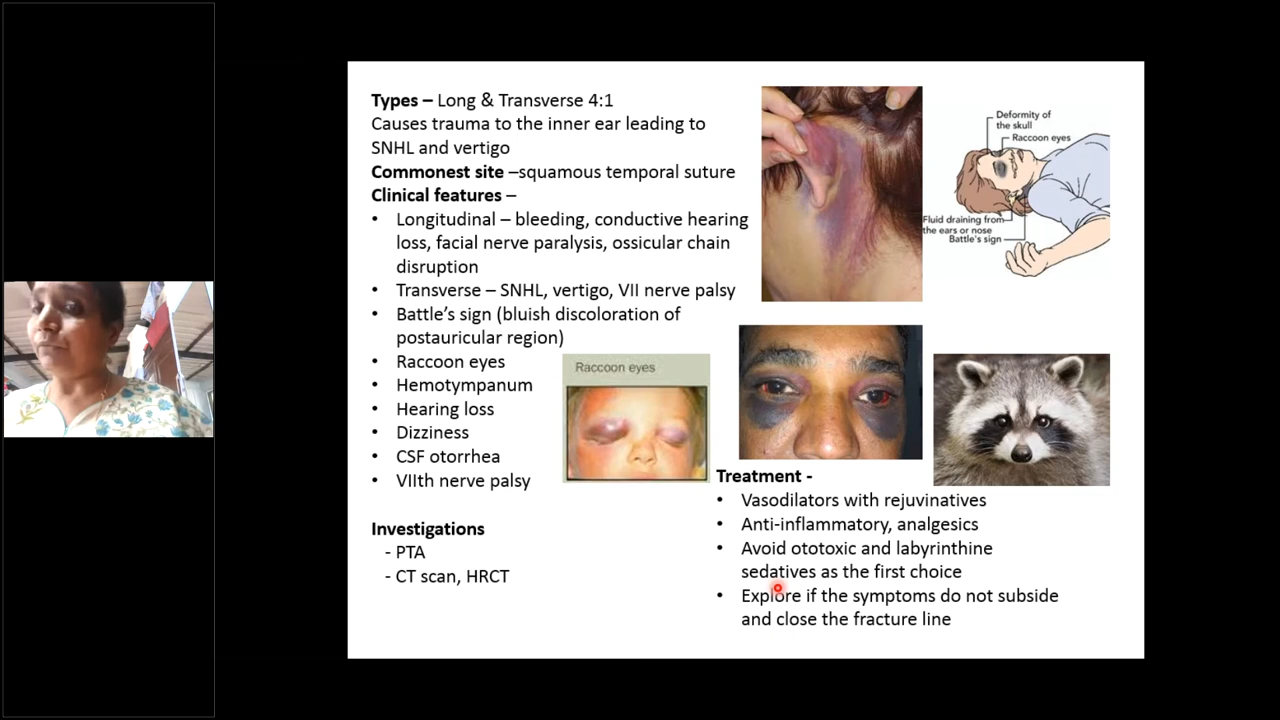 Types – Long & Transverse 4:1
Causes trauma to the inner ear leading to
SNHL and vertigo
Commonest site –squamous temporal suture
Clinical features –
• Longitudinal – bleeding, conductive hearing
loss, facial nerve paralysis, ossicular chain
disruption
• Transverse – SNHL, vertigo, VII nerve palsy
• Battle’s sign (bluish discoloration of
postauricular region)
• Raccoon eyes
• Hemotympanum
• Hearing loss
• Dizziness
• CSF otorrhea
• VIIth nerve palsy
Investigations
- PTA
- CT scan, HRCT
Deformity of
the skull
Raccoon eyes
Fluid draining from
the ears or nose
Battle's sign
Raccoon eyes
Treatment -
• Vasodilators with rejuvinatives
• Anti-inflammatory, analgesics
• Avoid ototoxic and labyrinthine
sedatives as the first choice
• Explore if the symptoms do not subside
and close the fracture line